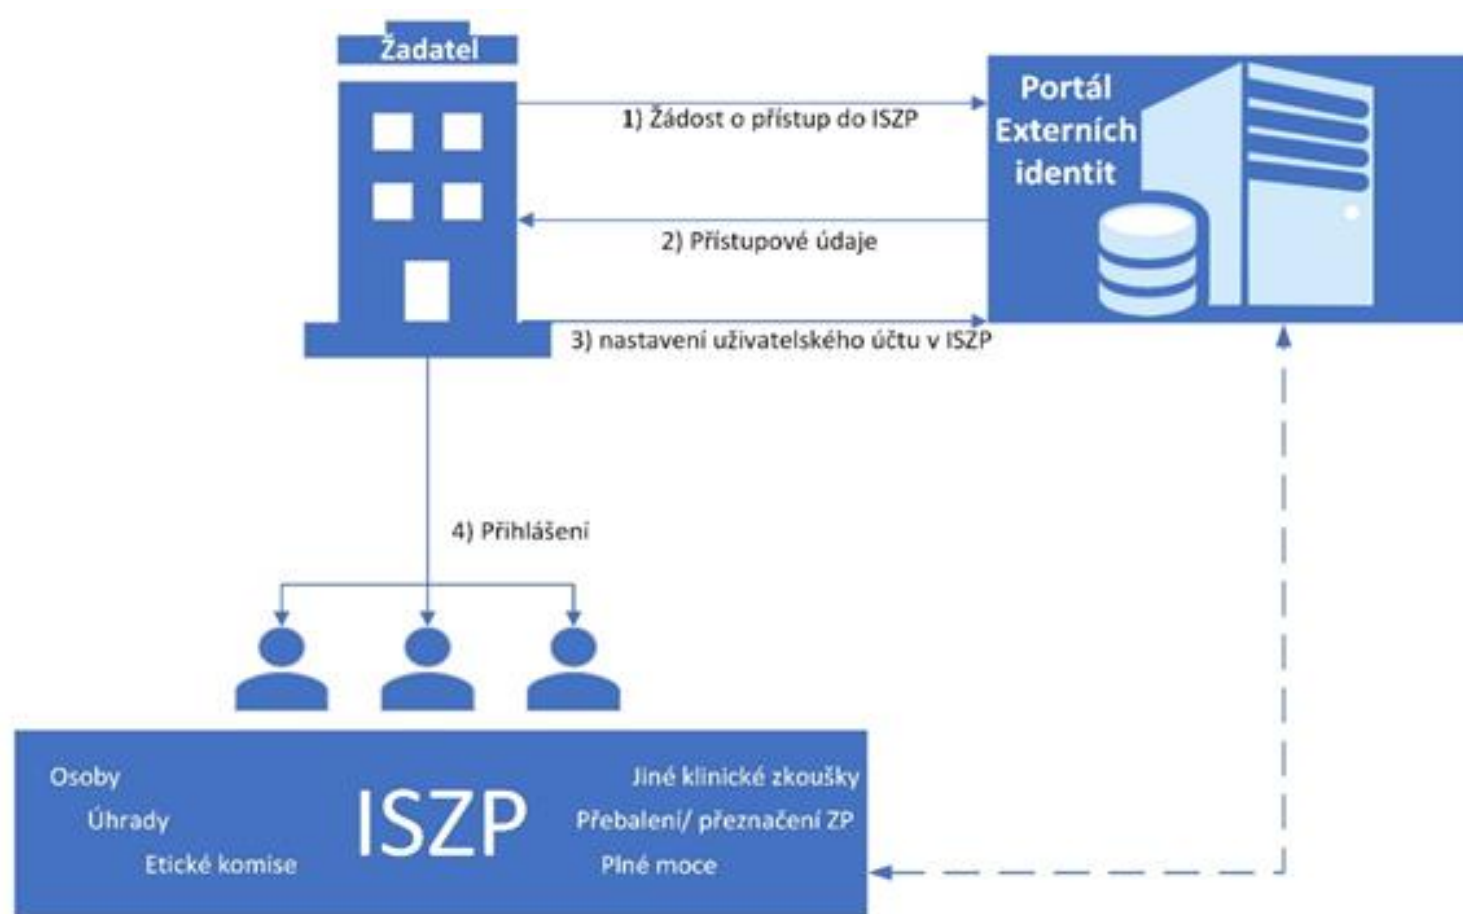 Žadatel
Portál
Externích
identit
1) Žádost o přístup do ISZP
2) Přístupové údaje
3) nastavení uživatelského účtu v ISZP
4) Přihlášení
Osoby
Úhrady
Etické komise
ISZP
Jiné klinické zkoušky
Přebalení/ přeznačení ZP
Plné moce